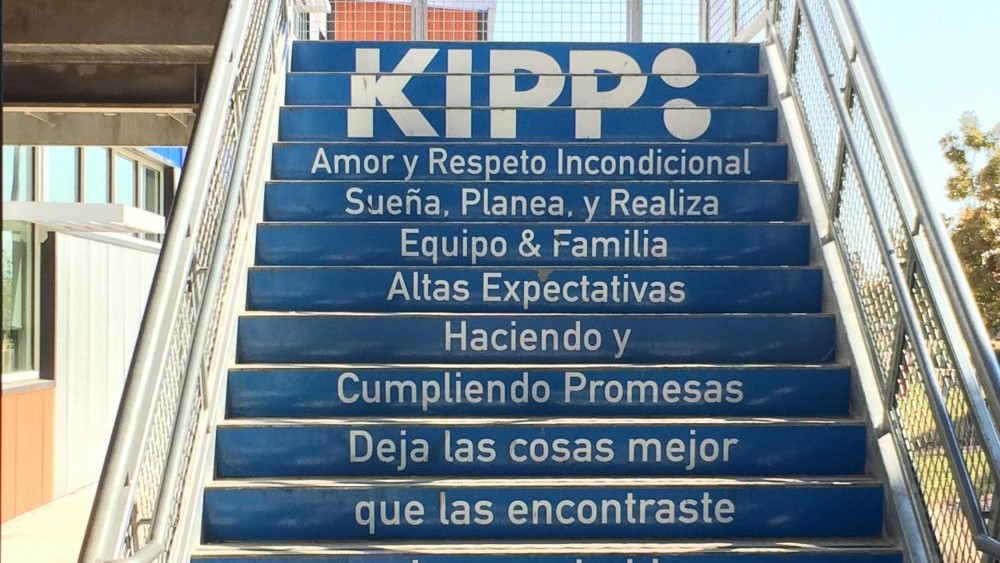 KIPP:
Amor y Respeto Incondicional
Sueña, Planea, y Realiza
Equipo & Familia
Altas Expectativas
Haciendo y
Cumpliendo Promesas
Deja las cosas mejor
que las encontraste